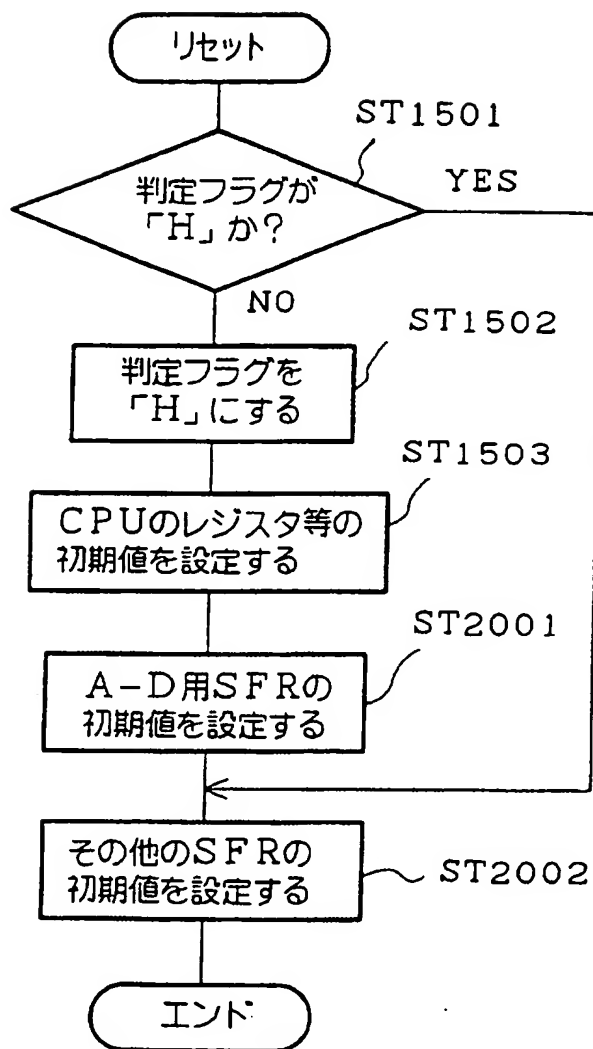 リセット
ST1501
判定フラグが
「H」か?
YES
NO
ST1502
判定フラグを
「H」にする
ST1503
CPUのレジスタ等の
初期値を設定する
ST2001
A-D用SFRの
初期値を設定する
その他のSFRの
初期値を設定する
ST2002
エンド